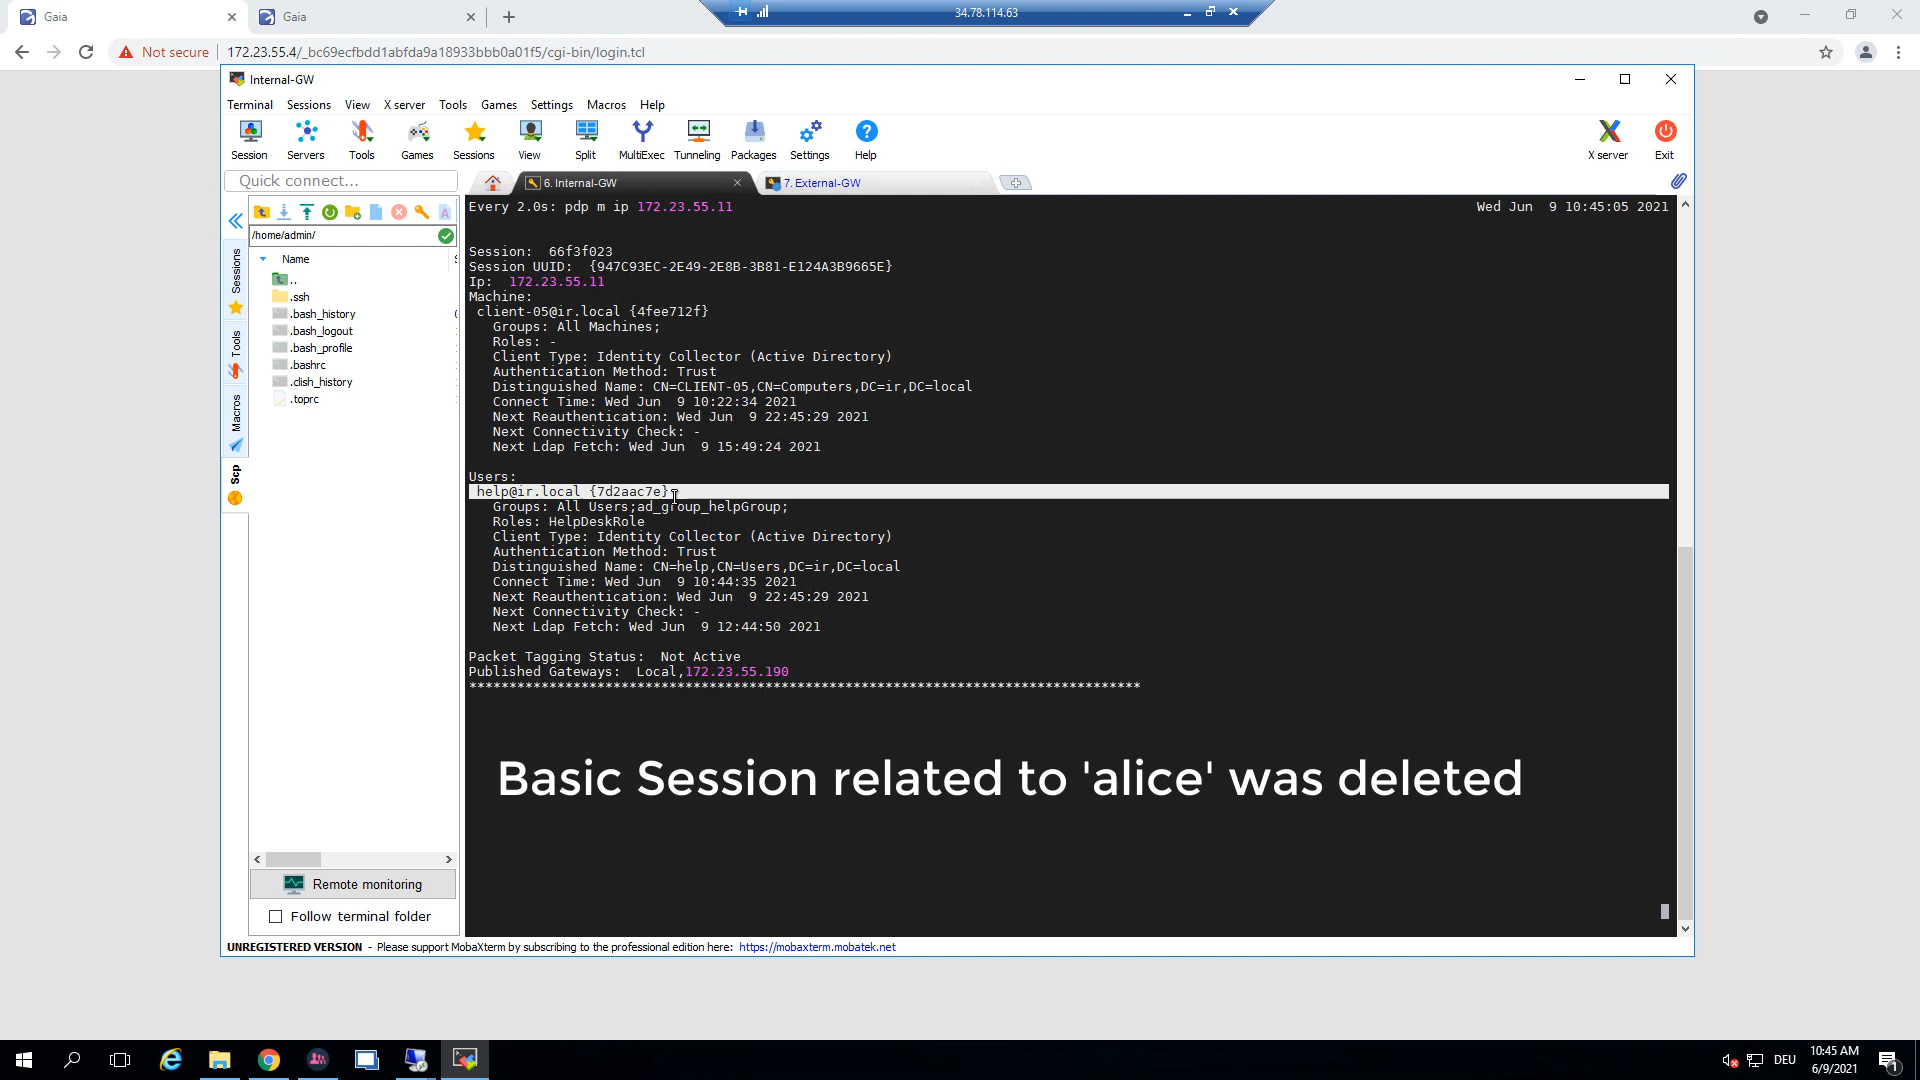 Gaia
Gaia
34.78.114.63
Not secure
172.23.55.4/_bc69ecfbdd1abfda9a18933bbb0a01f5/cgi-bin/login.tcl
Internal-GW
Terminal Sessions View X server Tools Games Settings Macros Help
Session Servers Tools Games Sessions View Split MultiExec Tunneling Packages Settings Help X server Exit
Quick connect...
6. Internal-GW
7. External-GW
/home/admin/
Name
..
.ssh
.bash_history
.bash_logout
.bash_profile
.bashrc
.clish_history
.toprc
Sessions
Tools
Macros
Scp
Every 2.0s: pdp m ip 172.23.55.11 Wed Jun  9 10:45:05 2021
Session:  66f3f023
Session UUID:  {947C93EC-2E49-2E8B-3B81-E124A3B9665E}
Ip:  172.23.55.11
Machine:
client-05@ir.local {4fee712f}
Groups: All Machines;
Roles: -
Client Type: Identity Collector (Active Directory)
Authentication Method: Trust
Distinguished Name: CN=CLIENT-05,CN=Computers,DC=ir,DC=local
Connect Time: Wed Jun  9 10:22:34 2021
Next Reauthentication: Wed Jun  9 22:45:29 2021
Next Connectivity Check: -
Next Ldap Fetch: Wed Jun  9 15:49:24 2021
Users:
help@ir.local {7d2aac7e}
Groups: All Users;ad_group_helpGroup;
Roles: HelpDeskRole
Client Type: Identity Collector (Active Directory)
Authentication Method: Trust
Distinguished Name: CN=help,CN=Users,DC=ir,DC=local
Connect Time: Wed Jun  9 10:44:35 2021
Next Reauthentication: Wed Jun  9 22:45:29 2021
Next Connectivity Check: -
Next Ldap Fetch: Wed Jun  9 12:44:50 2021
Packet Tagging Status:  Not Active
Published Gateways:  Local,172.23.55.190
************************************************************************************
Basic Session related to 'alice' was deleted
Remote monitoring
Follow terminal folder
UNREGISTERED VERSION - Please support MobaXterm by subscribing to the professional edition here: https://mobaxterm.mobatek.net
DEU
10:45 AM
6/9/2021
1